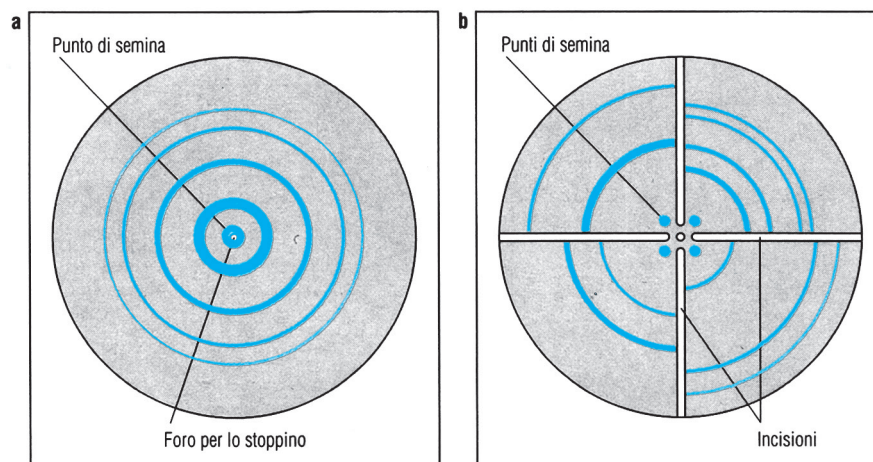 a
Punto di semina
Foro per lo stoppino
b
Punti di semina
Incisioni